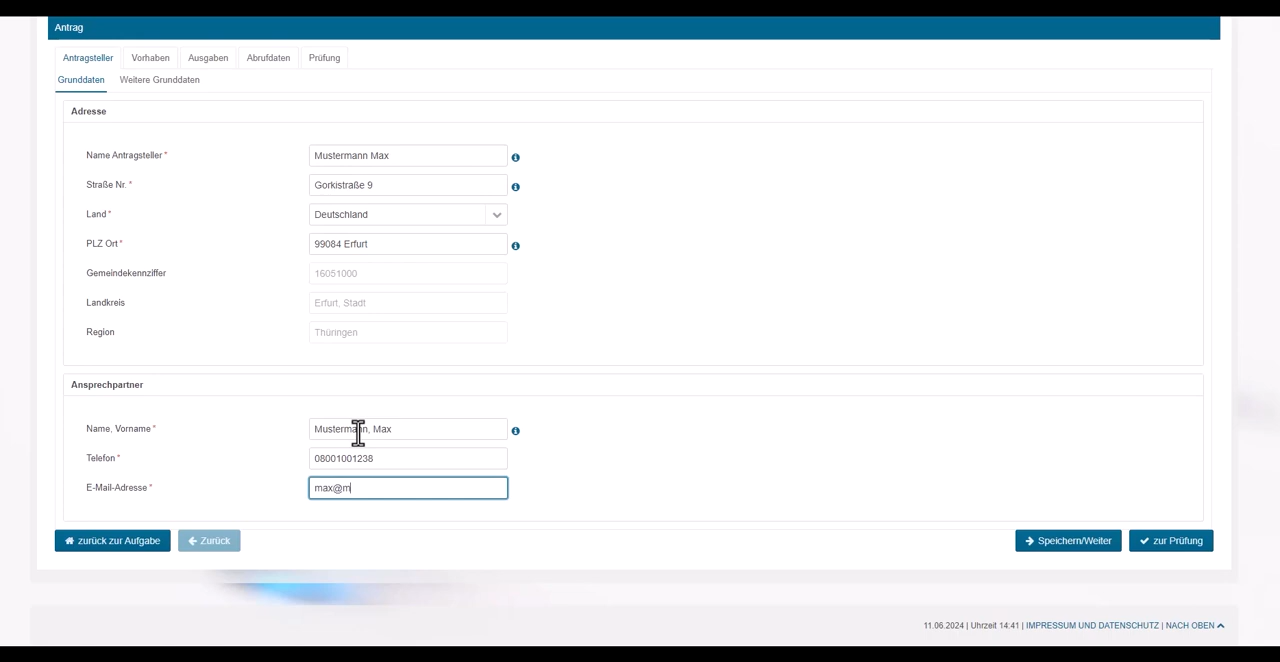 Antrag
Antragsteller Vorhaben Ausgaben Abrufdaten Prüfung
Grunddaten Weitere Grunddaten
Adresse
Name Antragsteller * Mustermann Max
Straße Nr. * Gorkistraße 9
Land * Deutschland
PLZ Ort * 99084 Erfurt
Gemeindekennziffer 16051000
Landkreis Erfurt, Stadt
Region Thüringen
Ansprechpartner
Name, Vorname * Mustermann, Max
Telefon * 08001001238
E-Mail-Adresse * max@m
zurück zur Aufgabe Zurück Speichern/Weiter zur Prüfung
11.06.2024 | Uhrzeit 14:41 | IMPRESSUM UND DATENSCHUTZ | NACH OBEN